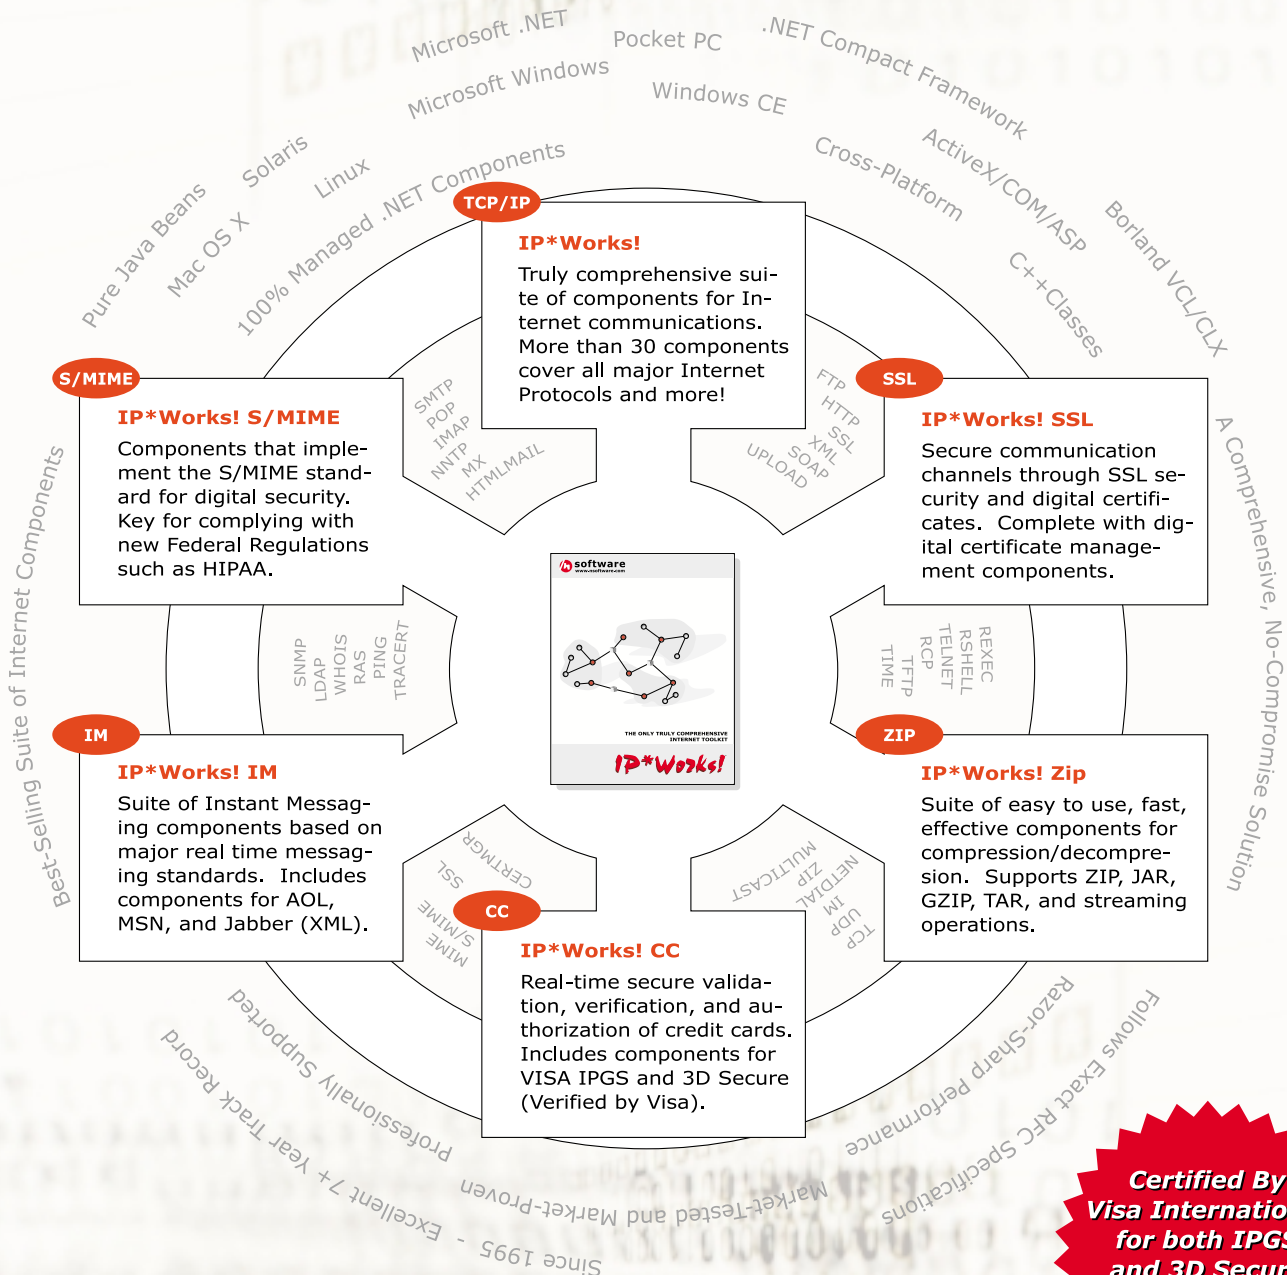 Microsoft .NET
Pocket PC
.NET Compact Framework
Microsoft Windows
Windows CE
Solaris
Linux
100% Managed .NET Components
Cross-Platform
ActiveX/COM/ASP
Pure Java Beans
Mac OS X
C++Classes
Borland VCL/CLX
TCP/IP
IP*Works!
Truly comprehensive sui-
te of components for In-
ternet communications.
More than 30 components
cover all major Internet
Protocols and more!
S/MIME
IP*Works! S/MIME
Components that imple-
ment the S/MIME stand-
ard for digital security.
Key for complying with
new Federal Regulations
such as HIPAA.
SMTP
POP
IMAP
NNTP
MX
HTMLMAIL
FTP
HTTP
SSL
XML
SOAP
UPLOAD
SSL
IP*Works! SSL
Secure communication
channels through SSL se-
curity and digital certifi-
cates.  Complete with dig-
ital certificate manage-
ment components.
Best-Selling Suite of Internet Components
A Comprehensive, No-Compromise Solution
software
www.nsoftware.com
THE ONLY TRULY COMPREHENSIVE
INTERNET TOOLKIT
IP*Works!
SNMP
LDAP
WHOIS
RAS
PING
TRACERT
REXEC
RSHELL
TELNET
RCP
TFTP
TIME
IM
IP*Works! IM
Suite of Instant Messag-
ing components based on
major real time messag-
ing standards.  Includes
components for AOL,
MSN, and Jabber (XML).
ZIP
IP*Works! Zip
Suite of easy to use, fast,
effective components for
compression/decompre-
sion.  Supports ZIP, JAR,
GZIP, TAR, and streaming
operations.
CERTMGR
SSL
S/MIME
MIME
MULTICAST
ZIP
NETDIAL
IM
UDP
TCP
CC
IP*Works! CC
Real-time secure valida-
tion, verification, and au-
thorization of credit cards.
Includes components for
VISA IPGS and 3D Secure
(Verified by Visa).
Professionally Supported
Since 1995 - Excellent 7+ Year Track Record
Market-Tested and Market-Proven
Razor-Sharp Performance
Follows Exact RFC Specifications
Certified By
Visa Internatio
for both IPGS
and 3D Secur